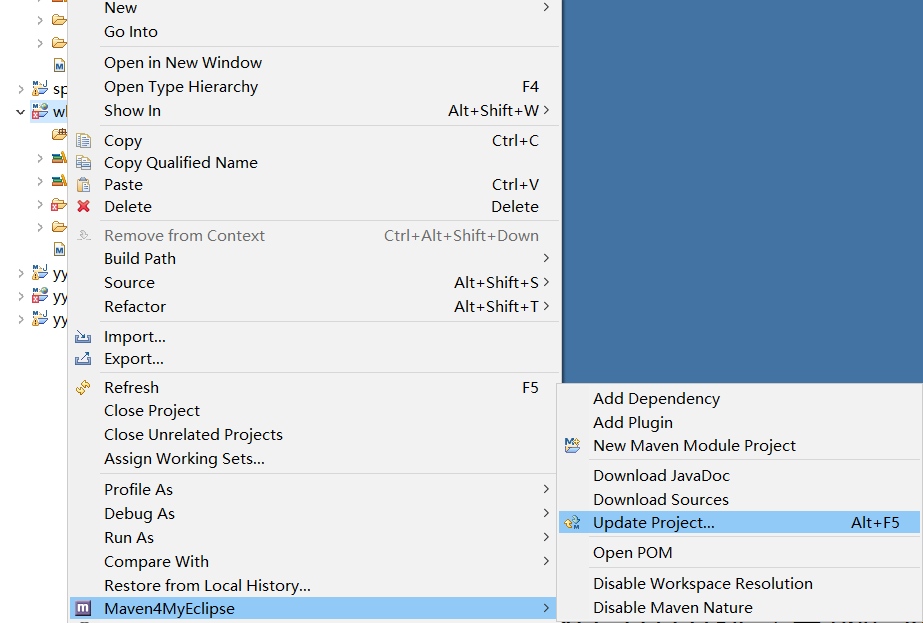 New
Go Into
Open in New Window
Open Type Hierarchy F4
Show In Alt+Shift+W
sp
Copy Ctrl+C
Copy Qualified Name
Paste Ctrl+V
Delete Delete
Remove from Context Ctrl+Alt+Shift+Down
Build Path
yy
Source Alt+Shift+S
yy
Refactor Alt+Shift+T
yy
Import...
Export...
Refresh F5
Close Project
Close Unrelated Projects
Assign Working Sets...
Profile As
Debug As
Run As
Compare With
Restore from Local History...
Maven4MyEclipse
Add Dependency
Add Plugin
New Maven Module Project
Download JavaDoc
Download Sources
Update Project... Alt+F5
Open POM
Disable Workspace Resolution
Disable Maven Nature